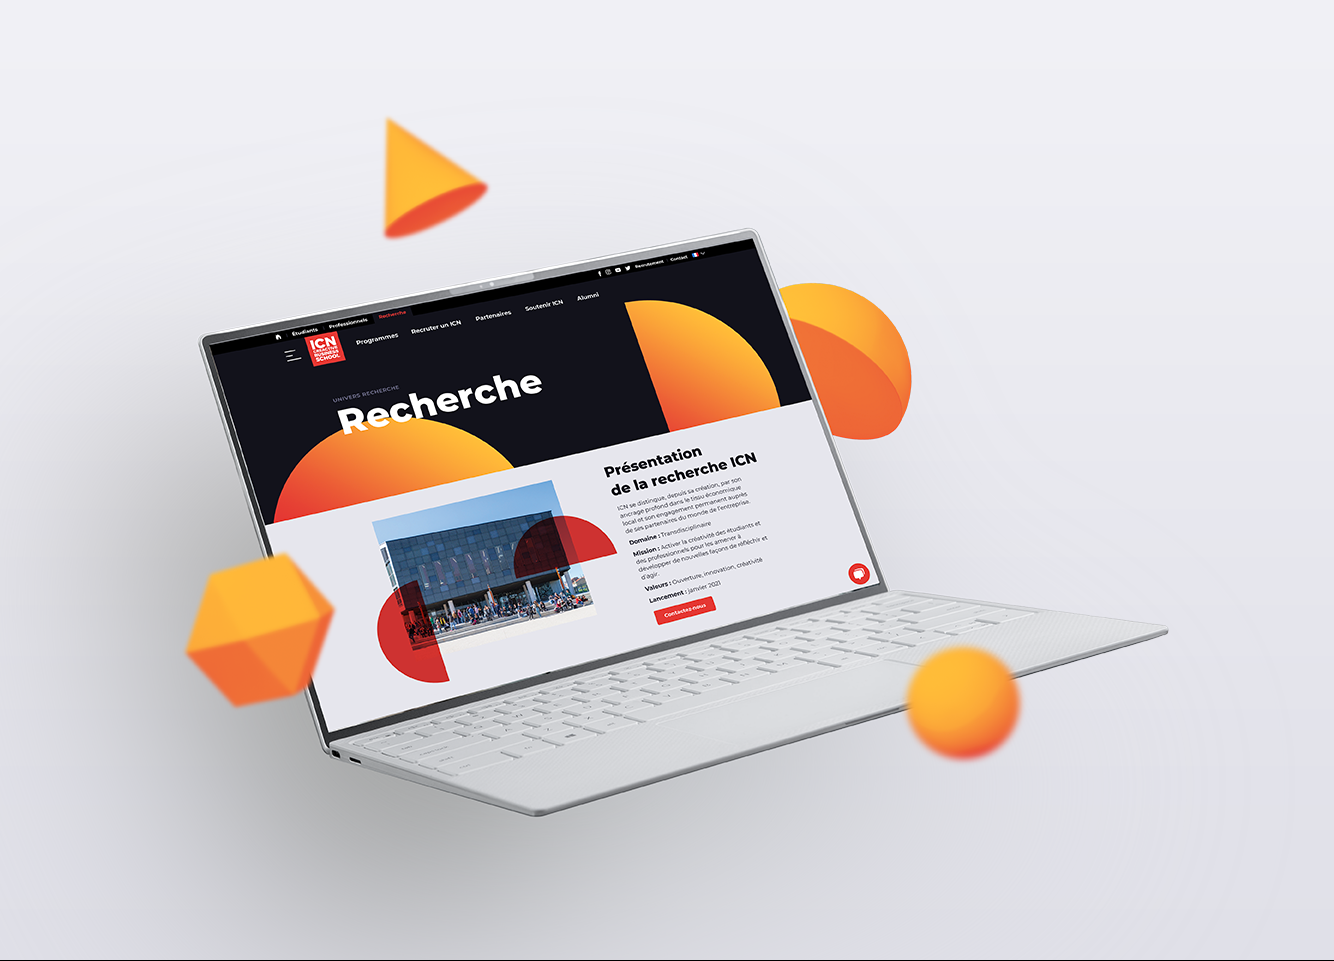 Étudiants Professionnels Recherche Recrutement Contact
ICN
CREATIVE
BUSINESS
SCHOOL
Programmes Recruter un ICN Partenaires Soutenir ICN Alumni
UNIVERS RECHERCHE
Recherche
Présentation
de la recherche ICN
ICN se distingue, depuis sa création, par son
ancrage profond dans le tissu économique
local et son engagement permanent auprès
de ses partenaires du monde de l'entreprise.
Domaine : Transdisciplinaire
Mission : Activer la créativité des étudiants et
des professionnels pour les amener à
développer de nouvelles façons de réfléchir et
d'agir.
Valeurs : Ouverture, innovation, créativité
Lancement : janvier 2021
Contactez-nous